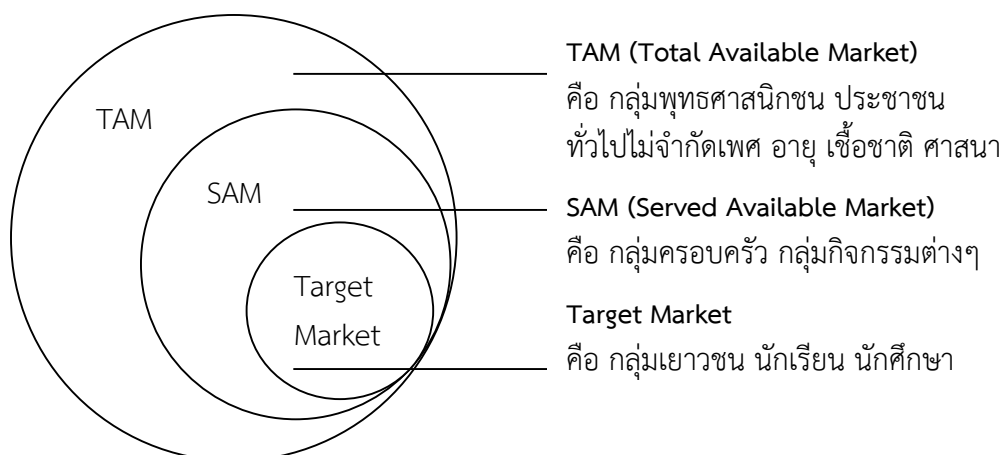 TAM
SAM
Target
Market
TAM (Total Available Market)
คือ กลุ่มพุทธศาสนิกชน ประชาชน
ทั่วไปไม่จำกัดเพศ อายุ เชื้อชาติ ศาสนา
SAM (Served Available Market)
คือ กลุ่มครอบครัว กลุ่มกิจกรรมต่างๆ
Target Market
คือ กลุ่มเยาวชน นักเรียน นักศึกษา